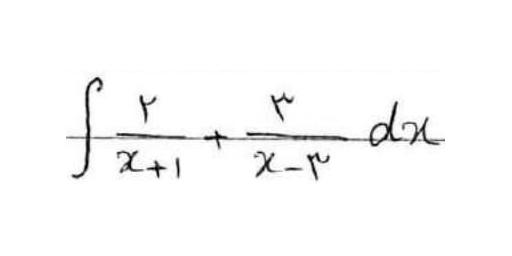 ∫ ۲/(x+۱) + ۳/(x-۳) dx